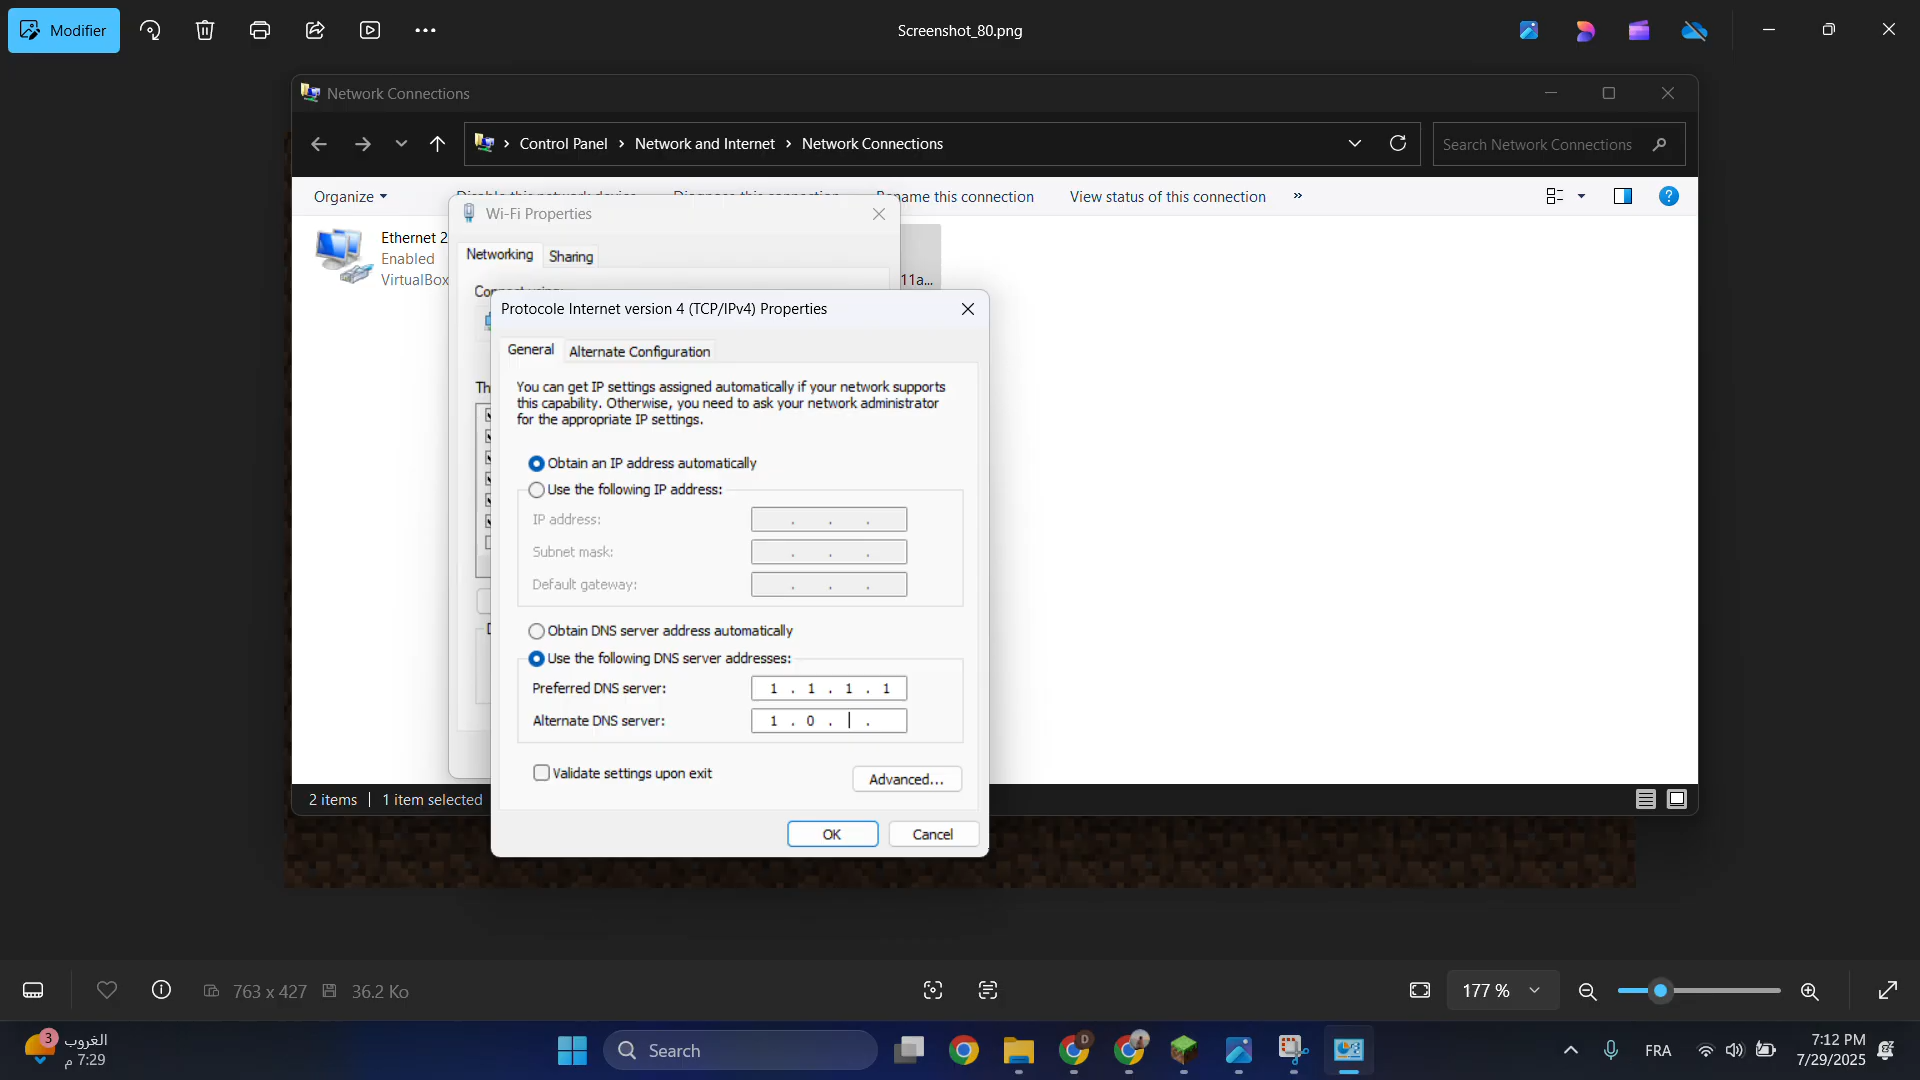 Modifier
Screenshot_80.png
Network Connections
Control Panel > Network and Internet > Network Connections
Search Network Connections
Organize
Rename this connection
View status of this connection
»
Ethernet 2
Enabled
VirtualBox
11a...
Wi-Fi Properties
Networking
Sharing
Protocole Internet version 4 (TCP/IPv4) Properties
General
Alternate Configuration
You can get IP settings assigned automatically if your network supports
this capability. Otherwise, you need to ask your network administrator
for the appropriate IP settings.
Obtain an IP address automatically
Use the following IP address:
IP address:
. . .
Subnet mask:
. . .
Default gateway:
. . .
Obtain DNS server address automatically
Use the following DNS server addresses:
Preferred DNS server:
1 . 1 . 1 . 1
Alternate DNS server:
1 . 0 . .
Validate settings upon exit
Advanced...
OK
Cancel
2 items
1 item selected
763 x 427
36.2 Ko
177 %
3
الغروب
7:29 م
Search
D
FRA
7:12 PM
7/29/2025